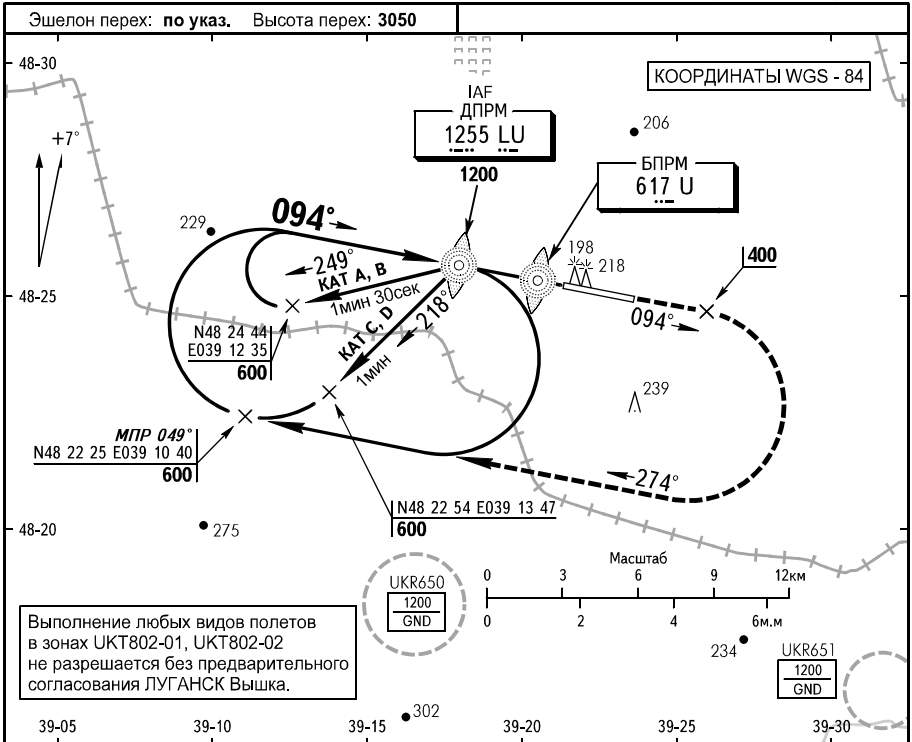 Эшелон перех: по указ. Высота перех: 3050
48-30
КООРДИНАТЫ WGS - 84
IAF
ДПРМ
1255 LU
1200
206
+7°
БПРМ
617 U
229
094°
198
218
400
249°
КАТ А, В
1мин 30сек
48-25
218°
КАТ C, D
1мин
094°
N48 24 44
E039 12 35
600
239
МПР 049°
N48 22 25 E039 10 40
600
274°
N48 22 54 E039 13 47
600
48-20
275
Масштаб
0 3 6 9 12км
0 2 4 6м.м
UKR650
1200
GND
Выполнение любых видов полетов
в зонах UKT802-01, UKT802-02
не разрешается без предварительного
согласования ЛУГАНСК Вышка.
234
UKR651
1200
GND
302
39-05 39-10 39-15 39-20 39-25 39-30